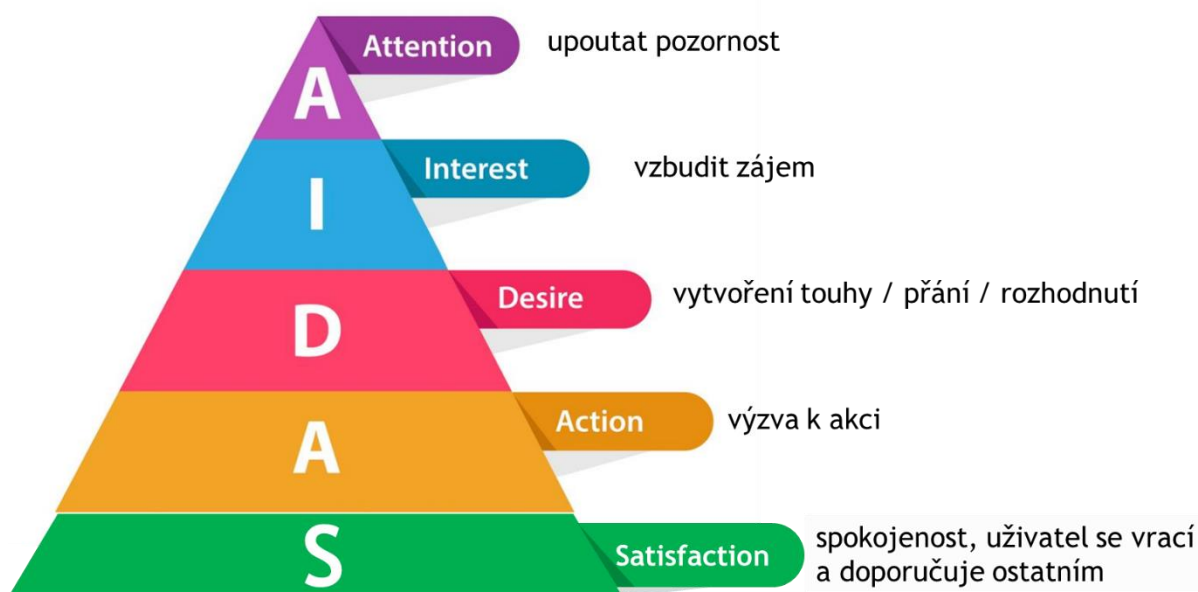 Attention upoutat pozornost
A
Interest vzbudit zájem
I
Desire vytvoření touhy / přání / rozhodnutí
D
Action výzva k akci
A
Satisfaction spokojenost, uživatel se vrací
a doporučuje ostatním
S